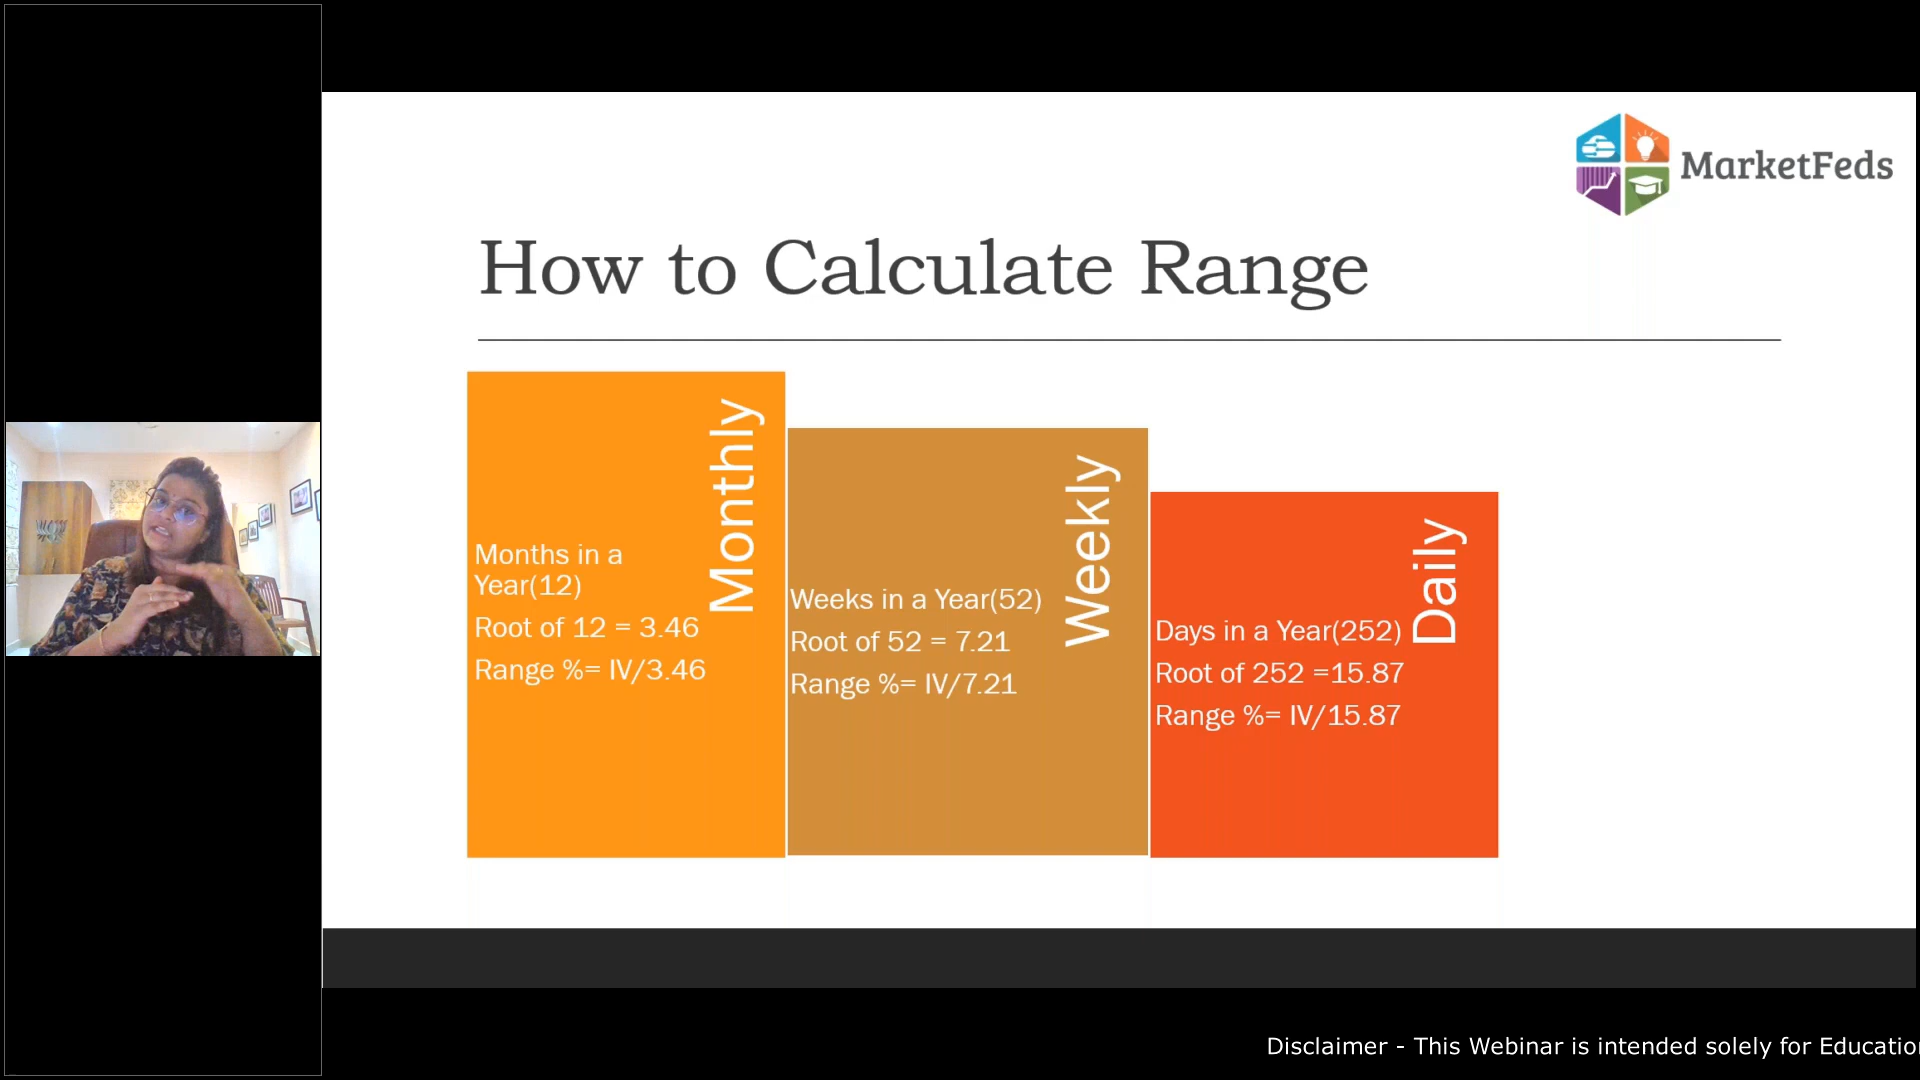 MarketFeds
How to Calculate Range
Monthly
Months in a
Year(12)
Root of 12 = 3.46
Range %= IV/3.46
Weekly
Weeks in a Year(52)
Root of 52 = 7.21
Range %= IV/7.21
Daily
Days in a Year(252)
Root of 252 =15.87
Range %= IV/15.87
Disclaimer - This Webinar is intended solely for Educatio